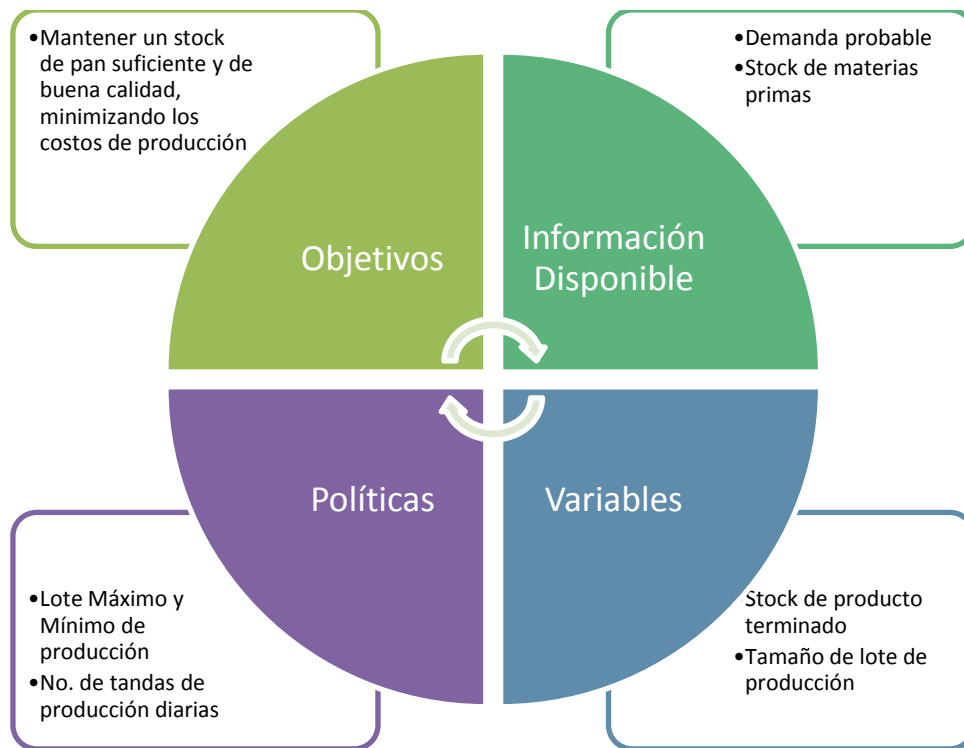 •Mantener un stock
de pan suficiente y de
buena calidad,
minimizando los
costos de producción
•Demanda probable
•Stock de materias
primas
Objetivos
Información
Disponible
Políticas
Variables
•Lote Máximo y
Mínimo de
producción
•No. de tandas de
producción diarias
Stock de producto
terminado
•Tamaño de lote de
producción